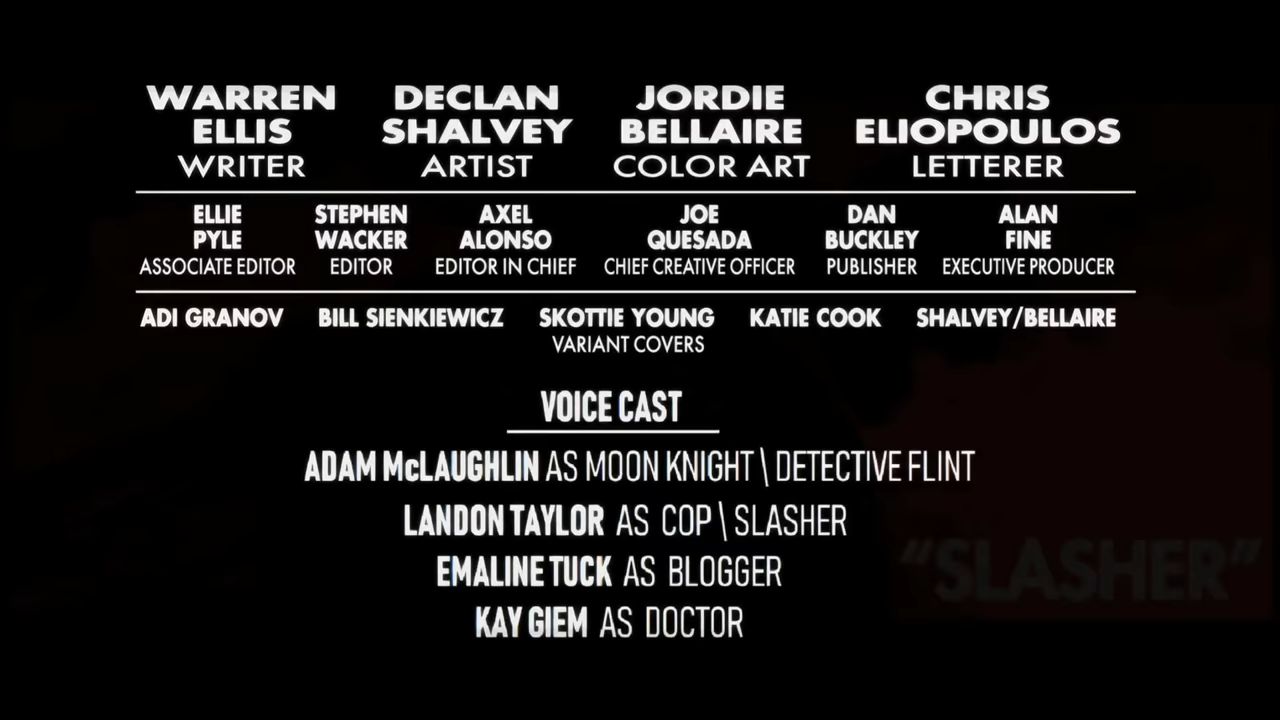 WARREN ELLIS WRITER
DECLAN SHALVEY ARTIST
JORDIE BELLAIRE COLOR ART
CHRIS ELIOPOULOS LETTERER
ELLIE PYLE ASSOCIATE EDITOR
STEPHEN WACKER EDITOR
AXEL ALONSO EDITOR IN CHIEF
JOE QUESADA CHIEF CREATIVE OFFICER
DAN BUCKLEY PUBLISHER
ALAN FINE EXECUTIVE PRODUCER
ADI GRANOV BILL SIENKIEWICZ SKOTTIE YOUNG KATIE COOK SHALVEY/BELLAIRE
VARIANT COVERS
VOICE CAST
ADAM McLAUGHLIN AS MOON KNIGHT \ DETECTIVE FLINT
LANDON TAYLOR AS COP \ SLASHER
EMALINE TUCK AS BLOGGER
“SLASHER”
KAY GIEM AS DOCTOR